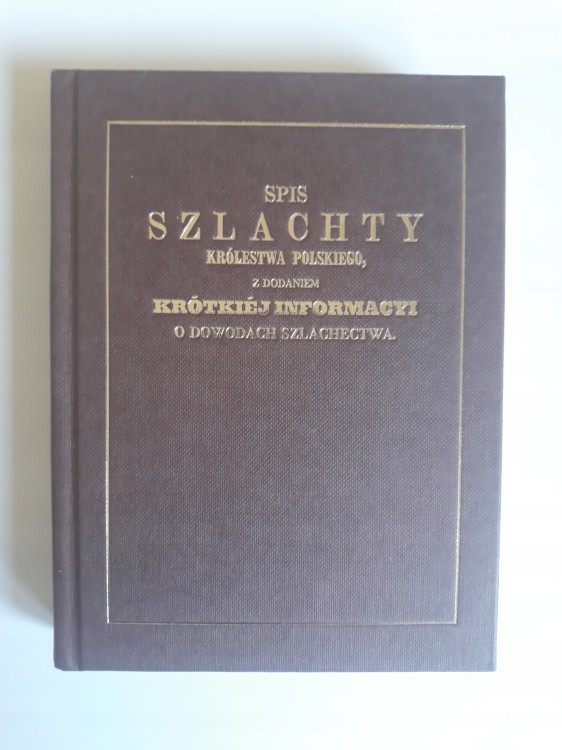 SPIS
SZLACHTY
KRÓLESTWA POLSKIEGO,
Z DODANIEM
KRÓTKIÉJ INFORMACYI
O DOWODACH SZLACHECTWA.